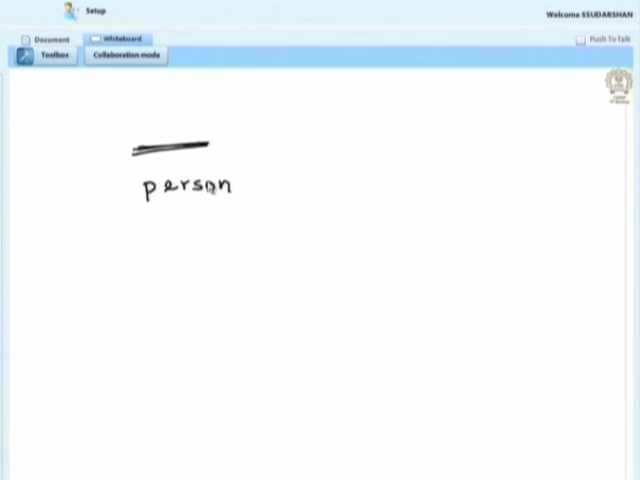 Setup
Welcome SSUDARSHAN
Document Whiteboard
Push To Talk
Toolbox Collaboration mode
person